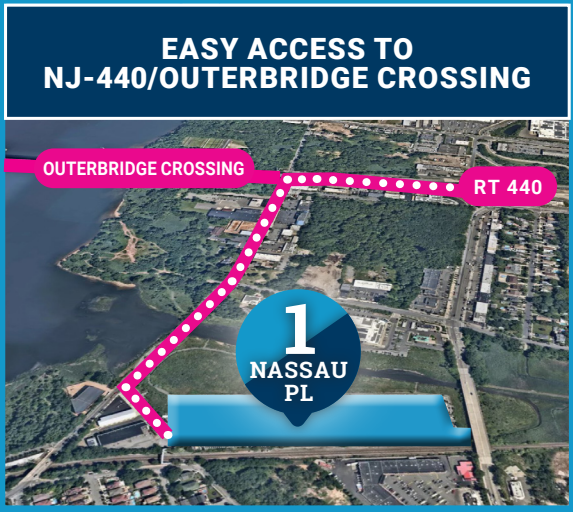 EASY ACCESS TO
NJ-440/OUTERBRIDGE CROSSING
OUTERBRIDGE CROSSING
RT 440
1
NASSAU
PL